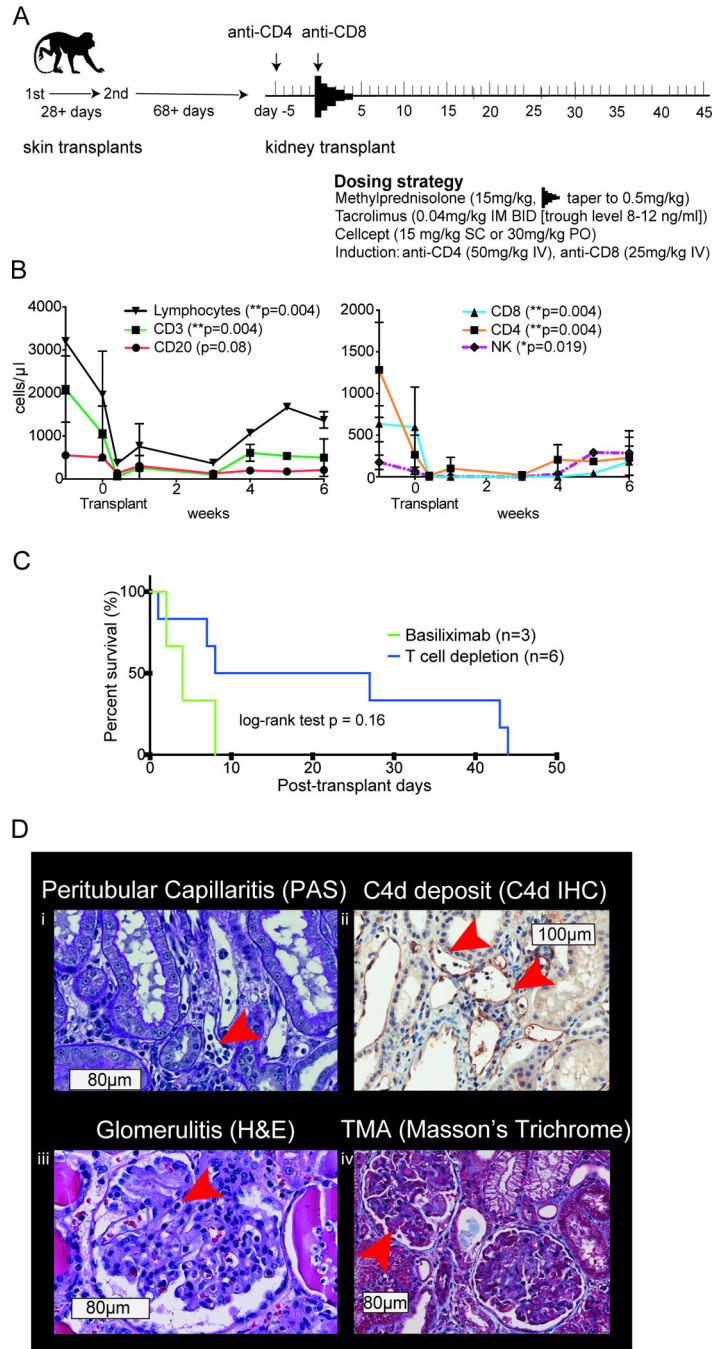 A
anti-CD4 anti-CD8
1st 2nd
28+ days 68+ days day -5 5 10 15 20 25 30 35 40 45
skin transplants kidney transplant
Dosing strategy
Methylprednisolone (15mg/kg, taper to 0.5mg/kg)
Tacrolimus (0.04mg/kg IM BID [trough level 8-12 ng/ml])
Cellcept (15 mg/kg SC or 30mg/kg PO)
Induction: anti-CD4 (50mg/kg IV), anti-CD8 (25mg/kg IV)
B
cells/µl
4000
3000
2000
1000
0
Lymphocytes (**p=0.004)
CD3 (**p=0.004)
CD20 (p=0.08)
0 2 4 6
Transplant weeks
2000
1500
1000
500
0
CD8 (**p=0.004)
CD4 (**p=0.004)
NK (*p=0.019)
0 2 4 6
Transplant weeks
C
Percent survival (%)
100
50
0
Basiliximab (n=3)
T cell depletion (n=6)
log-rank test p = 0.16
0 10 20 30 40 50
Post-transplant days
D
Peritubular Capillaritis (PAS) C4d deposit (C4d IHC)
i ii
100µm
80µm
Glomerulitis (H&E) TMA (Masson's Trichrome)
iii iv
80µm 80µm